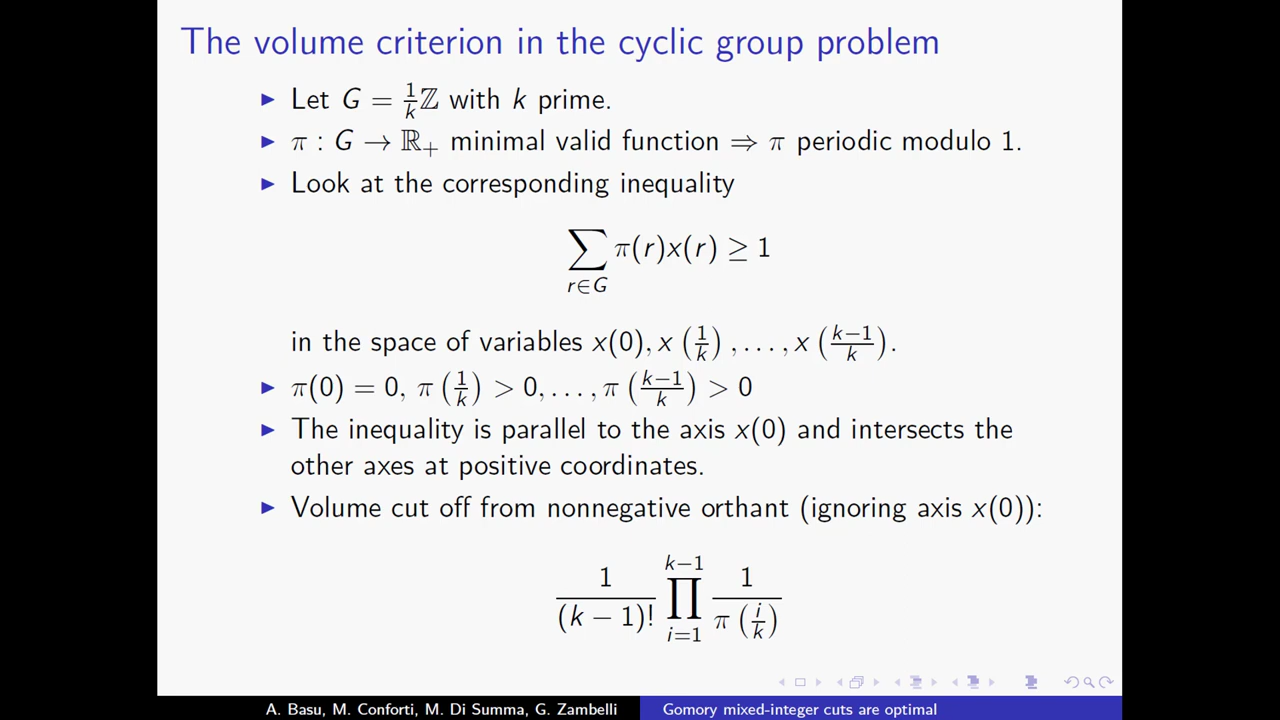 The volume criterion in the cyclic group problem
▶ Let G = 1/k ℤ with k prime.
▶ π : G → ℝ₊ minimal valid function ⇒ π periodic modulo 1.
▶ Look at the corresponding inequality
∑_{r∈G} π(r)x(r) ≥ 1
in the space of variables x(0), x(1/k), . . . , x((k−1)/k).
▶ π(0) = 0, π(1/k) > 0, . . . , π((k−1)/k) > 0
▶ The inequality is parallel to the axis x(0) and intersects the
other axes at positive coordinates.
▶ Volume cut off from nonnegative orthant (ignoring axis x(0)):
1/(k − 1)! ∏_{i=1}^{k−1} 1/π(i/k)
A. Basu, M. Conforti, M. Di Summa, G. Zambelli Gomory mixed-integer cuts are optimal